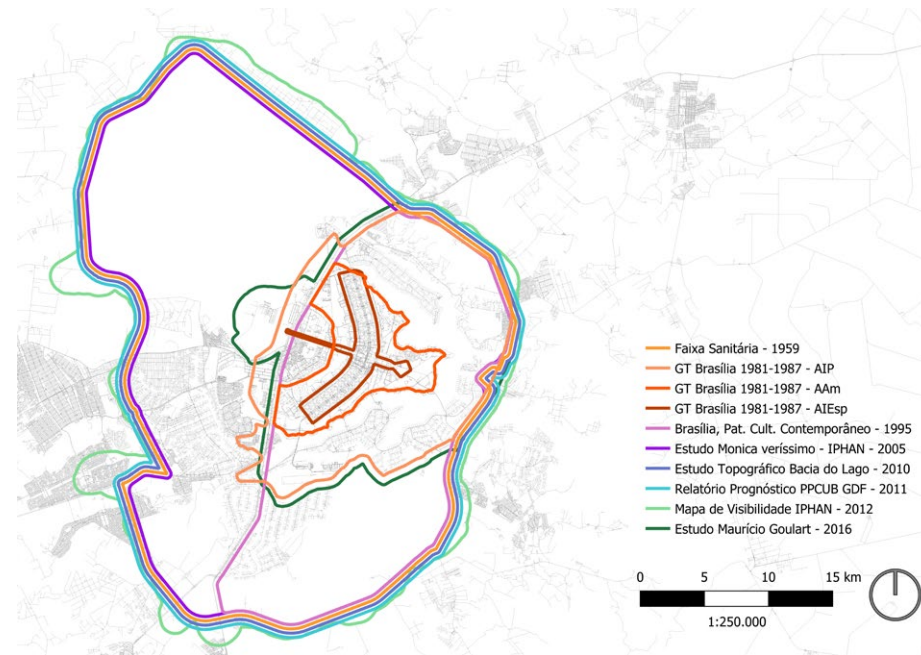 Faixa Sanitária - 1959
GT Brasília 1981-1987 - AIP
GT Brasília 1981-1987 - AAm
GT Brasília 1981-1987 - AIEsp
Brasília, Pat. Cult. Contemporâneo - 1995
Estudo Monica veríssimo - IPHAN - 2005
Estudo Topográfico Bacia do Lago - 2010
Relatório Prognóstico PPCUB GDF - 2011
Mapa de Visibilidade IPHAN - 2012
Estudo Maurício Goulart - 2016
0 5 10 15 km
1:250.000